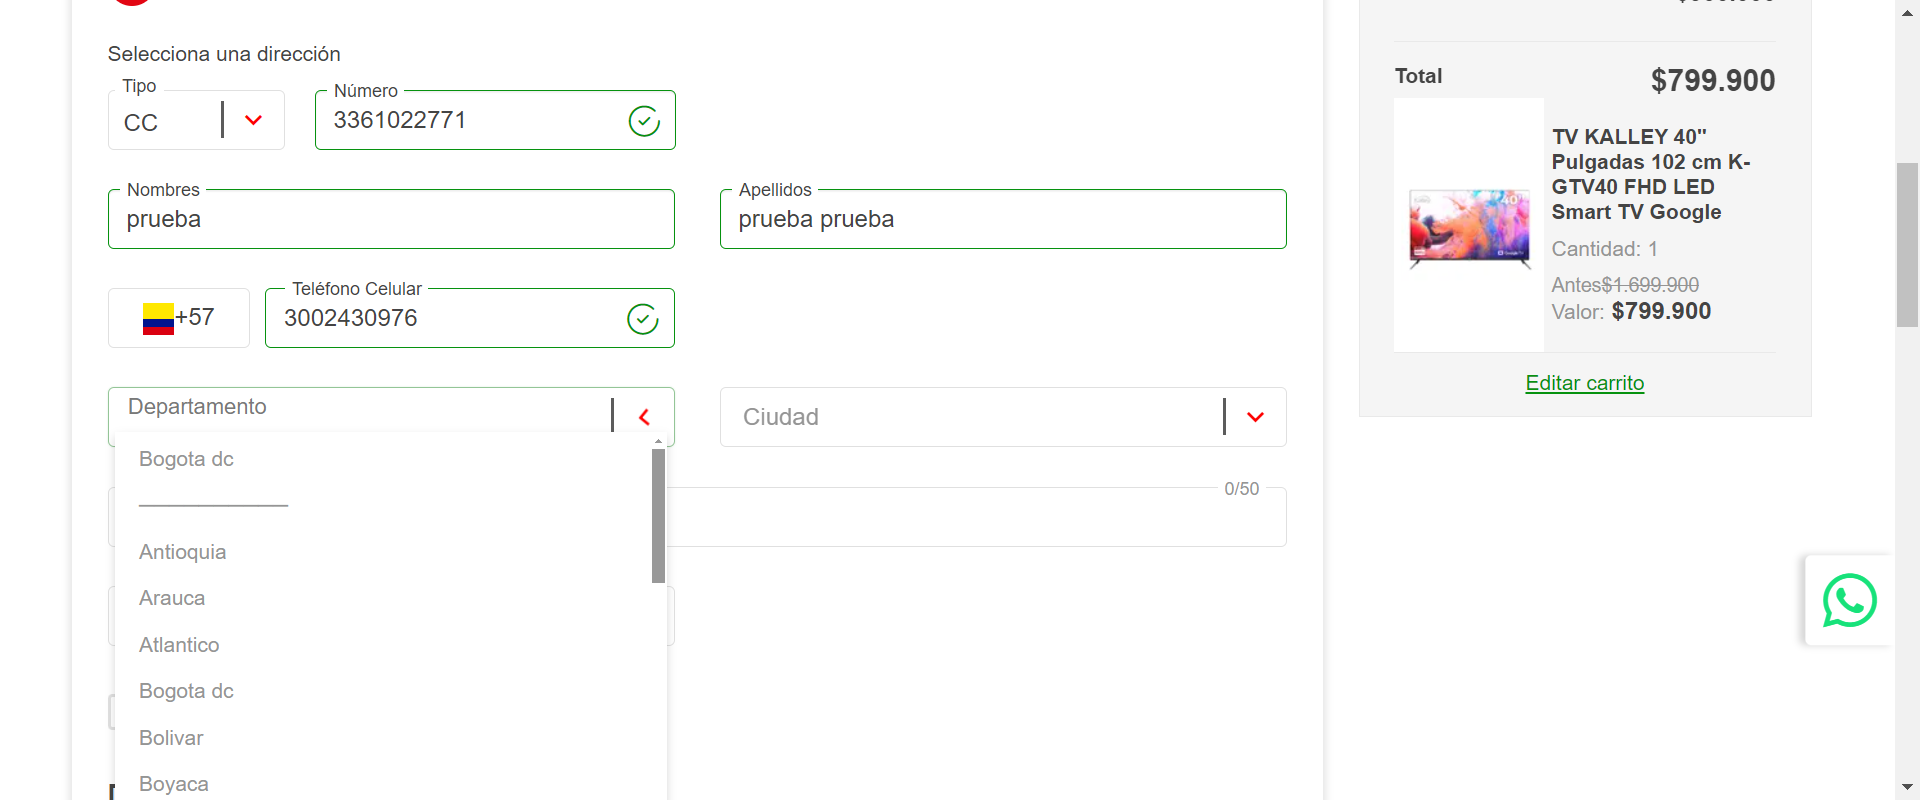 Selecciona una dirección
Tipo
CC
Número
3361022771
Nombres
prueba
Apellidos
prueba prueba
+57
Teléfono Celular
3002430976
Departamento
Ciudad
Bogota dc
0/50
Antioquia
Arauca
Atlantico
Bogota dc
Bolivar
Boyaca
Total
$799.900
TV KALLEY 40"
Pulgadas 102 cm K-
GTV40 FHD LED
Smart TV Google
Cantidad: 1
Antes$1.699.900
Valor: $799.900
Editar carrito